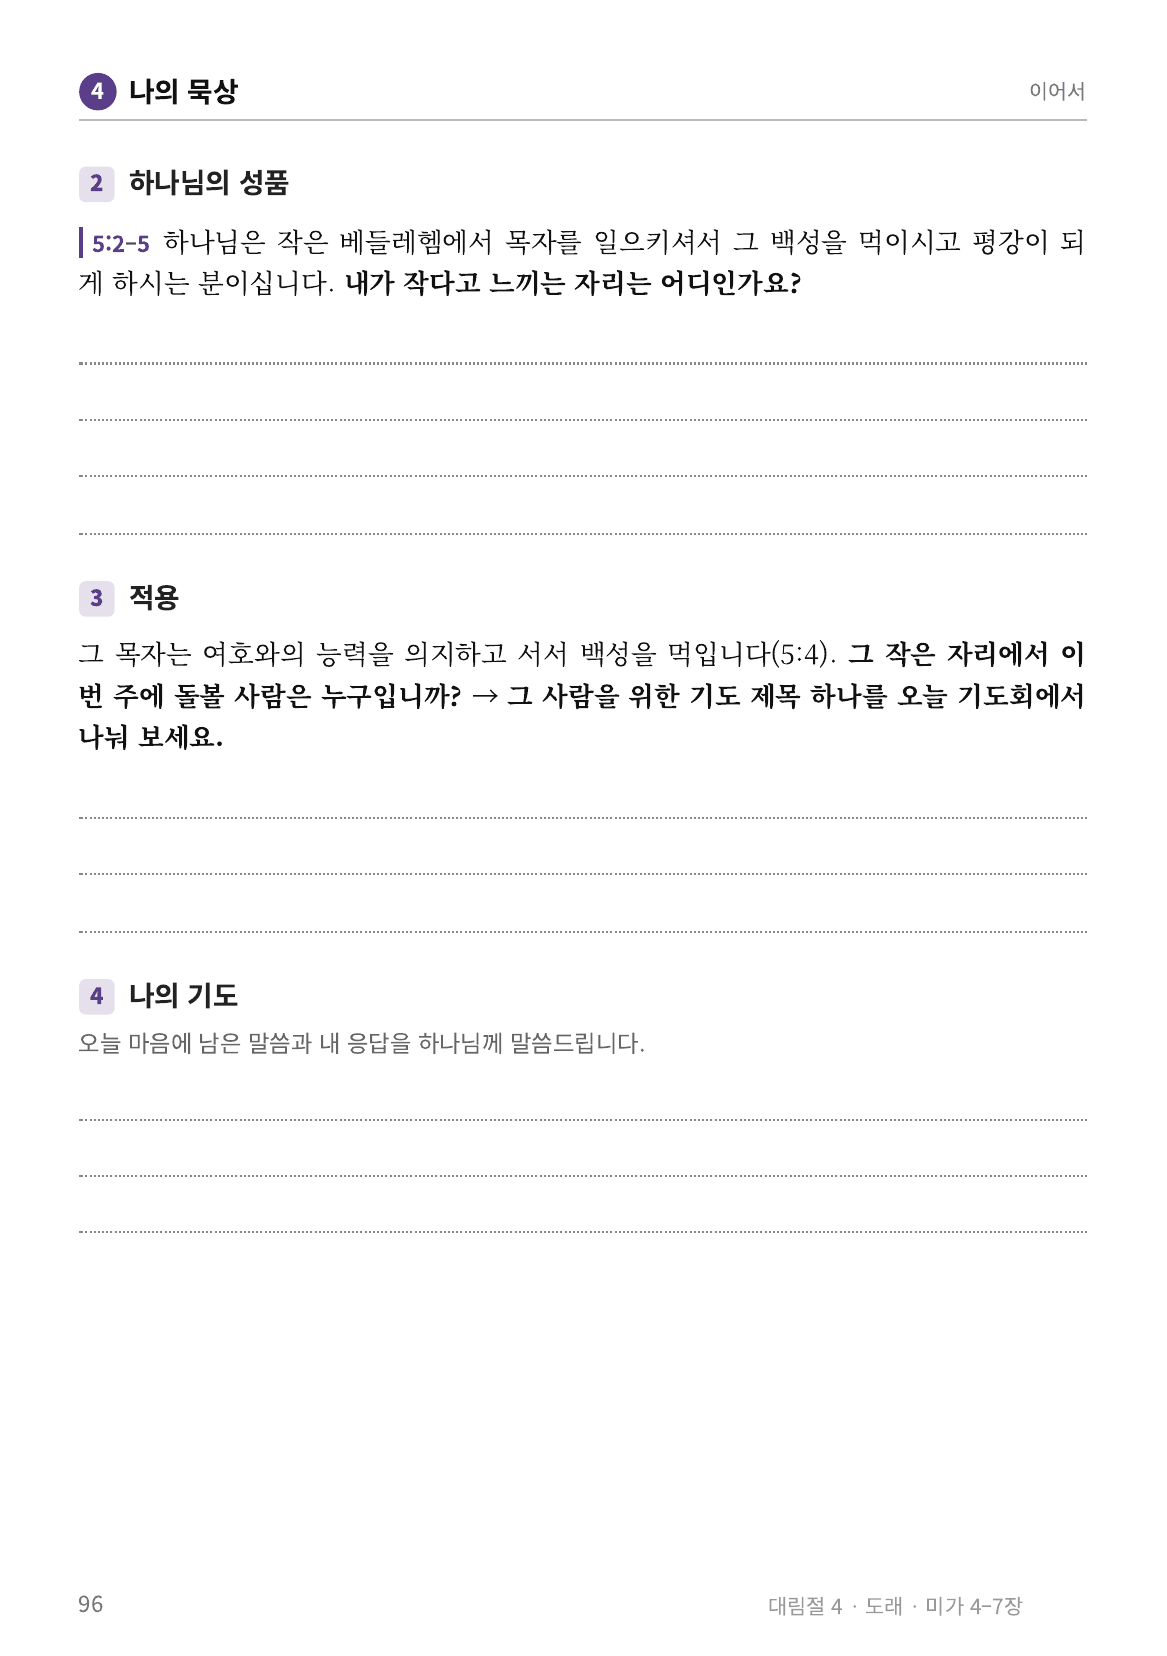 4 나의 묵상 이어서
2 하나님의 성품
5:2–5 하나님은 작은 베들레헴에서 목자를 일으키셔서 그 백성을 먹이시고 평강이 되
게 하시는 분이십니다. 내가 작다고 느끼는 자리는 어디인가요?
3 적용
그 목자는 여호와의 능력을 의지하고 서서 백성을 먹입니다(5:4). 그 작은 자리에서 이
번 주에 돌볼 사람은 누구입니까? → 그 사람을 위한 기도 제목 하나를 오늘 기도회에서
나눠 보세요.
4 나의 기도
오늘 마음에 남은 말씀과 내 응답을 하나님께 말씀드립니다.
96 대림절 4 · 도래 · 미가 4–7장